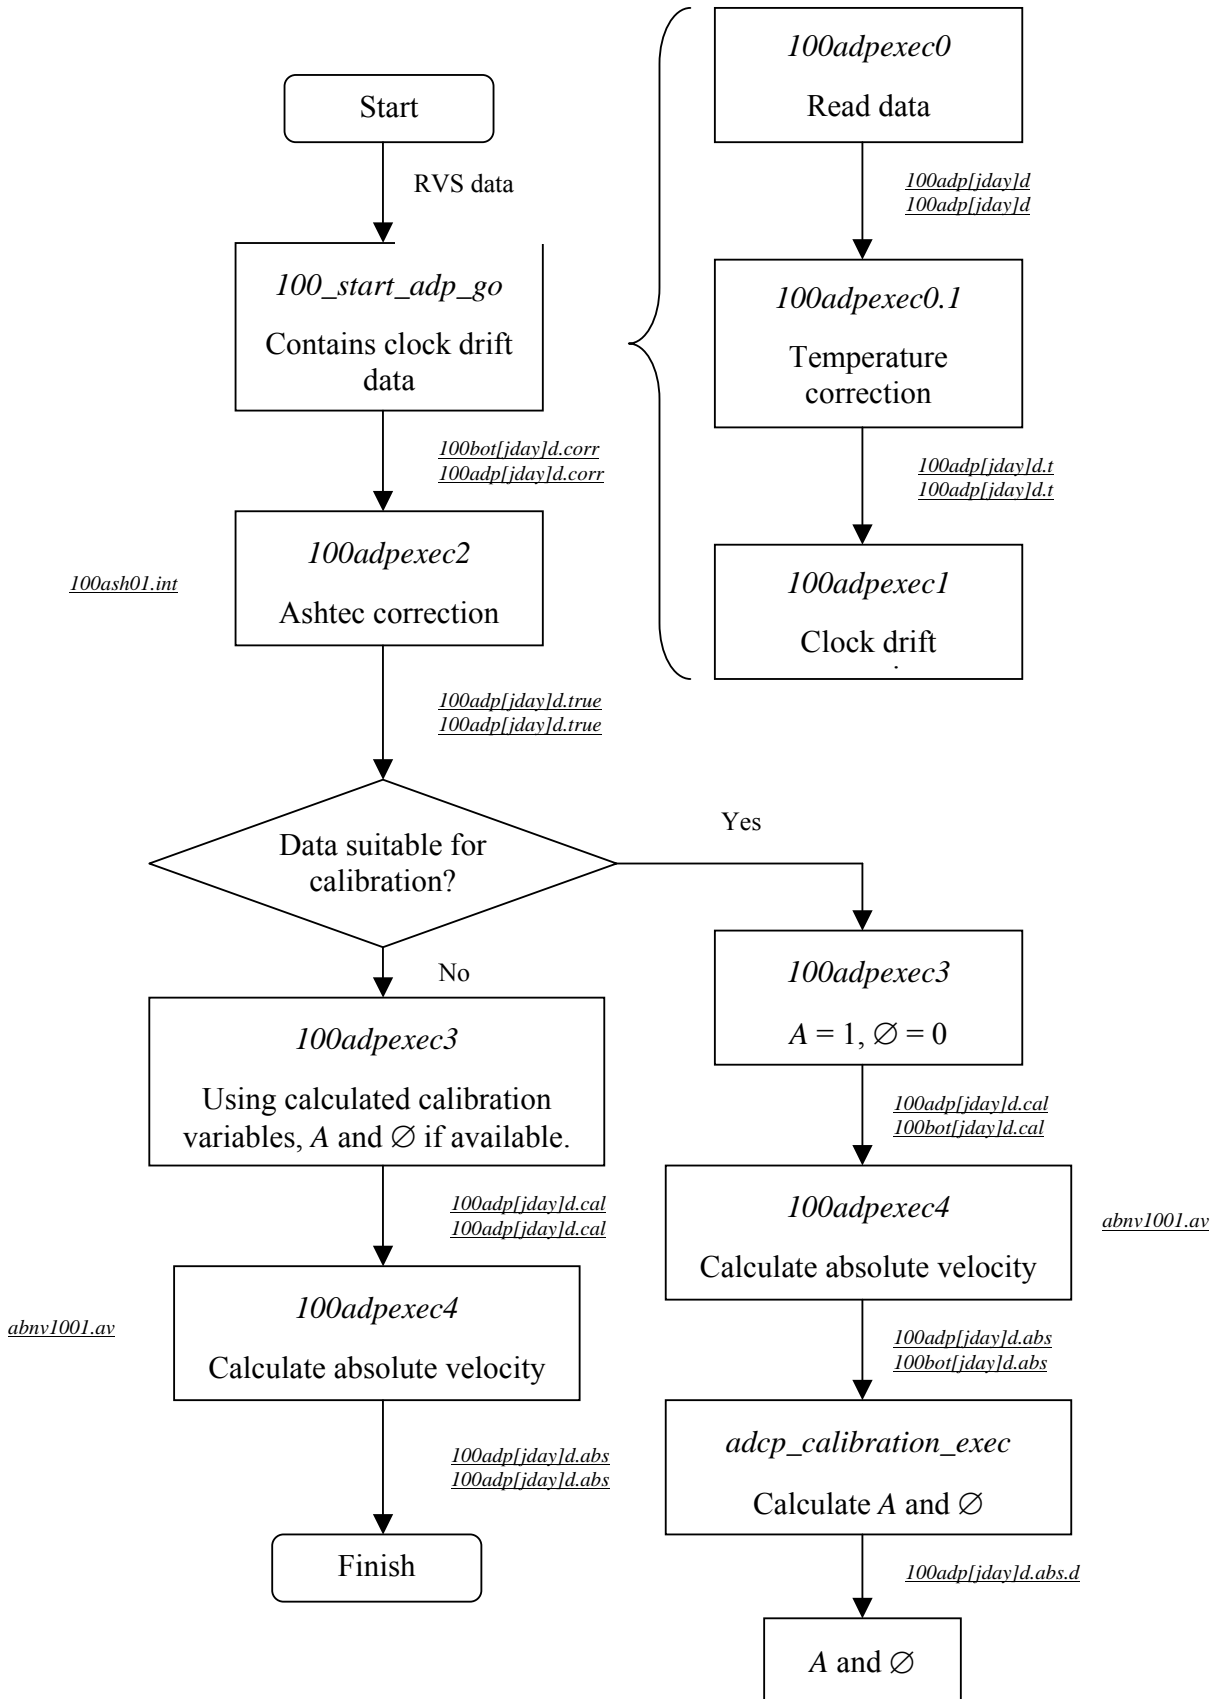 Start
RVS data
100_start_adp_go
Contains clock drift
data
100bot[jday]d.corr
100adp[jday]d.corr
100adpexec2
Ashtec correction
100ash01.int
100adp[jday]d.true
100adp[jday]d.true
100adpexec0
Read data
100adp[jday]d
100adp[jday]d
100adpexec0.1
Temperature
correction
100adp[jday]d.t
100adp[jday]d.t
100adpexec1
Clock drift
Data suitable for
calibration?
No
100adpexec3
Using calculated calibration
variables, A and ∅ if available.
100adp[jday]d.cal
100adp[jday]d.cal
100adpexec4
Calculate absolute velocity
abnv1001.av
100adp[jday]d.abs
100adp[jday]d.abs
Finish
Yes
100adpexec3
A = 1, ∅ = 0
100adp[jday]d.cal
100bot[jday]d.cal
100adpexec4
Calculate absolute velocity
abnv1001.av
100adp[jday]d.abs
100bot[jday]d.abs
adcp_calibration_exec
Calculate A and ∅
100adp[jday]d.abs.d
A and ∅